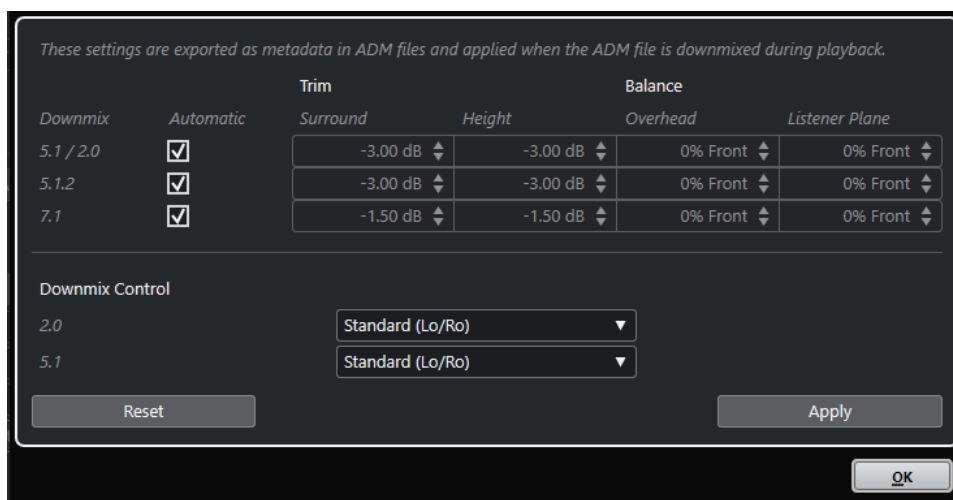 These settings are exported as metadata in ADM files and applied when the ADM file is downmixed during playback.
Trim Balance
Downmix Automatic Surround Height Overhead Listener Plane
5.1 / 2.0 -3.00 dB -3.00 dB 0% Front 0% Front
5.1.2 -3.00 dB -3.00 dB 0% Front 0% Front
7.1 -1.50 dB -1.50 dB 0% Front 0% Front
Downmix Control
2.0 Standard (Lo/Ro)
5.1 Standard (Lo/Ro)
Reset Apply
OK